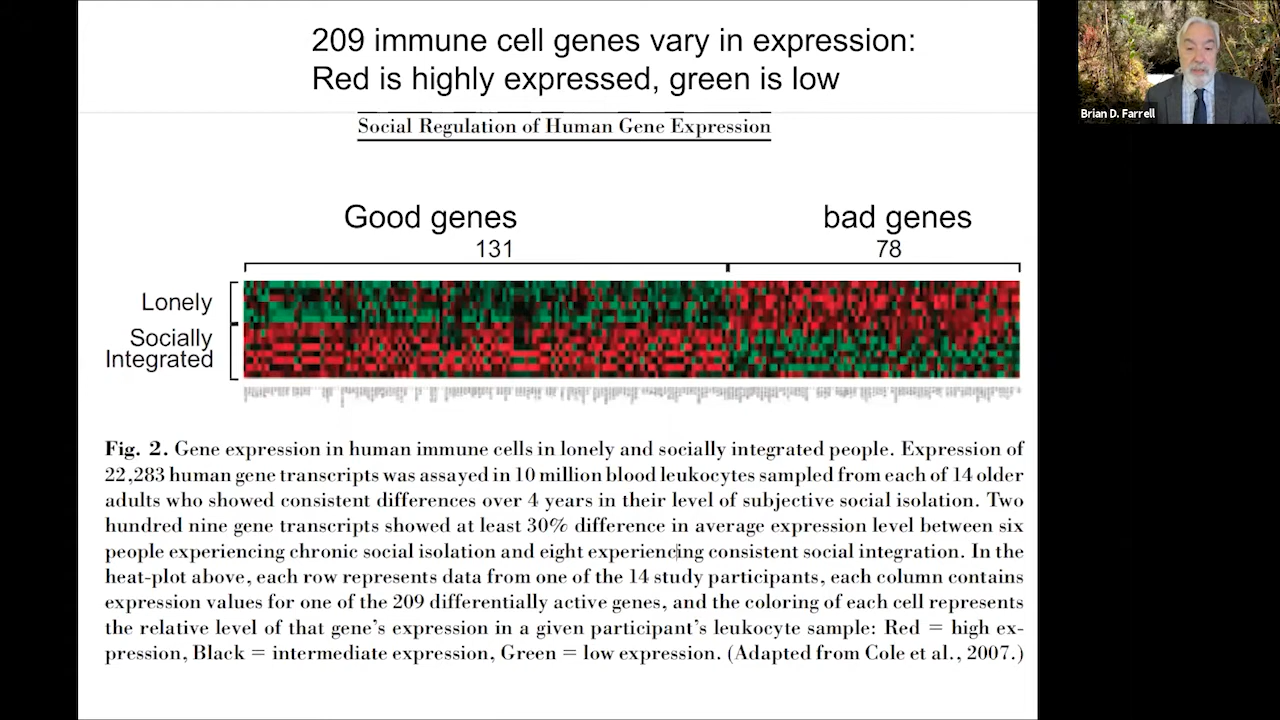 209 immune cell genes vary in expression:
Red is highly expressed, green is low
Brian D. Farrell
Social Regulation of Human Gene Expression
Good genes
bad genes
131
78
Lonely
Socially
Integrated
Fig. 2. Gene expression in human immune cells in lonely and socially integrated people. Expression of
22,283 human gene transcripts was assayed in 10 million blood leukocytes sampled from each of 14 older
adults who showed consistent differences over 4 years in their level of subjective social isolation. Two
hundred nine gene transcripts showed at least 30% difference in average expression level between six
people experiencing chronic social isolation and eight experiencing consistent social integration. In the
heat-plot above, each row represents data from one of the 14 study participants, each column contains
expression values for one of the 209 differentially active genes, and the coloring of each cell represents
the relative level of that gene's expression in a given participant's leukocyte sample: Red = high ex-
pression, Black = intermediate expression, Green = low expression. (Adapted from Cole et al., 2007.)